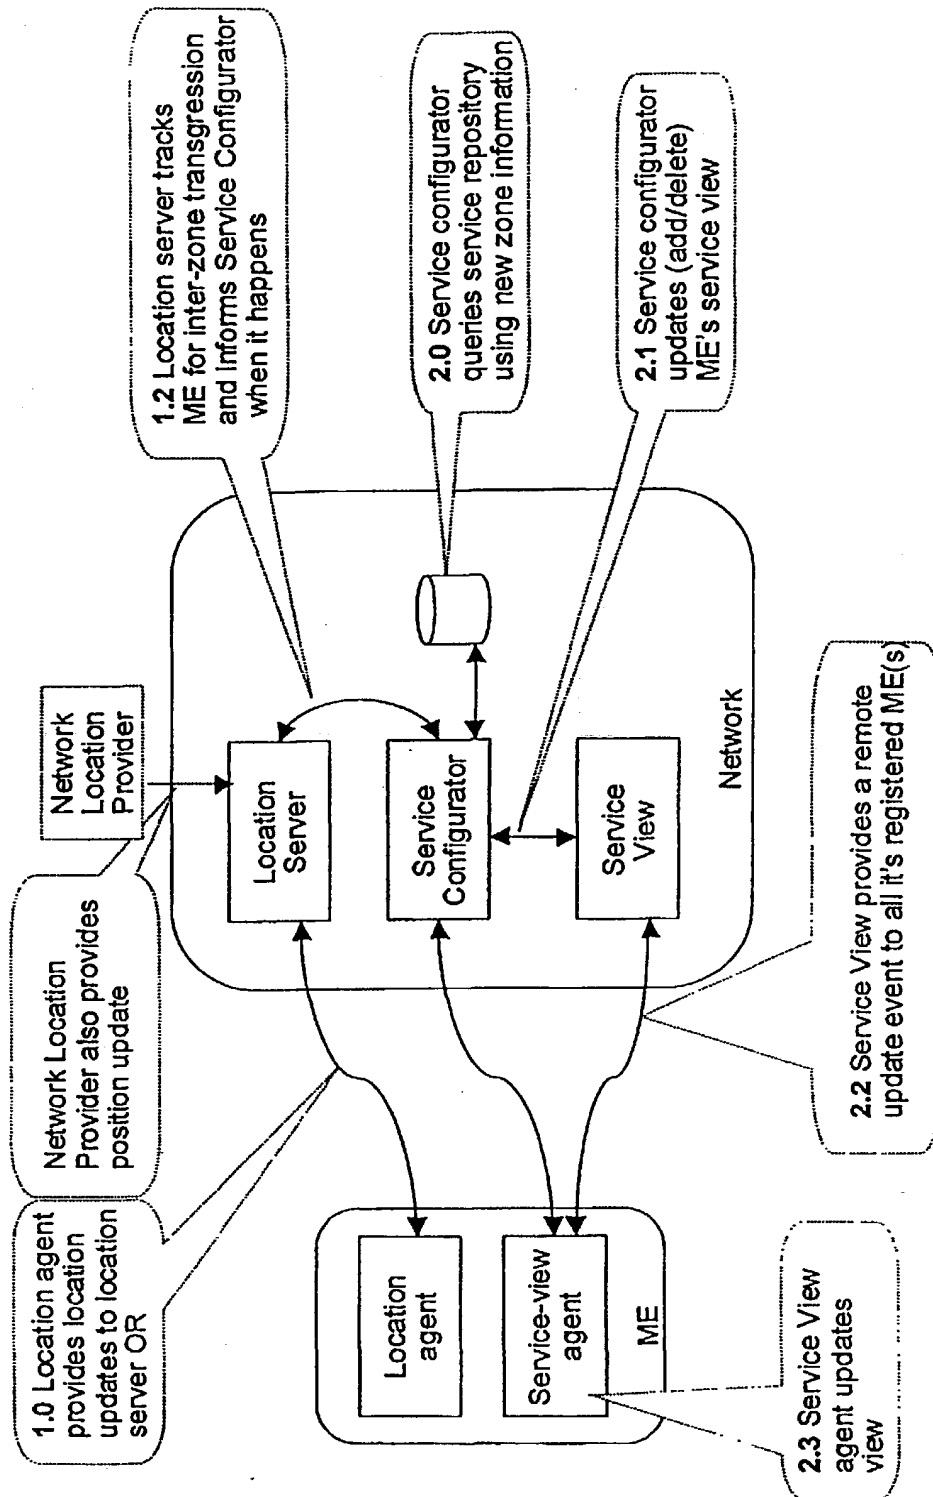 1.0 Location agent
provides location
updates to location
server OR
Network Location
Provider also provides
position update
Network
Location
Provider
1.2 Location server tracks
ME for inter-zone transgression
and Informs Service Configurator
when it happens
Location
agent
Location
Server
2.0 Service configurator
queries service repository
using new zone information
Service-view
agent
Service
Configurator
ME
Service
View
2.1 Service configurator
updates (add/delete)
ME's service view
Network
2.3 Service View
agent updates
view
2.2 Service View provides a remote
update event to all it's registered ME(s)